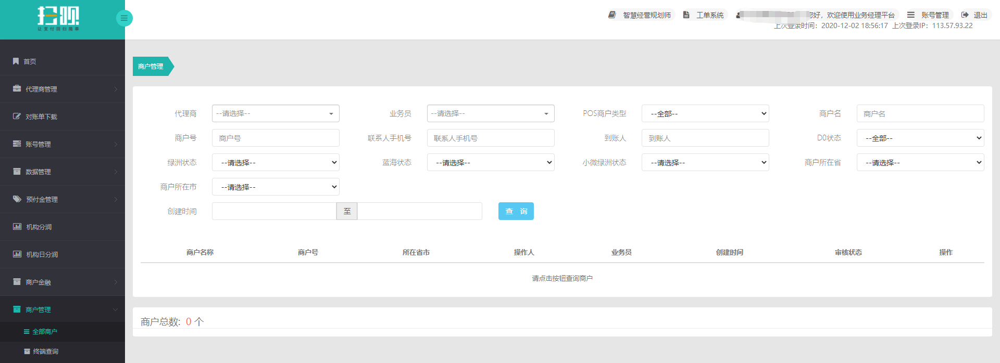 扫呗
让支付回归简单
智慧经营规划师 工单系统 您好，欢迎使用业务经理平台 账号管理 退出
上次登录时间：2020-12-02 18:56:17 上次登录IP：113.57.93.22
首页
代理商管理
对账单下载
账号管理
数据管理
预付金管理
机构分润
机构日分润
商户金融
商户管理
全部商户
终端查询
商户管理
代理商 --请选择-- 业务员 --请选择-- POS商户类型 --全部-- 商户名 商户名
商户号 商户号 联系人手机号 联系人手机号 到账人 到账人 D0状态 --全部--
绿洲状态 --请选择-- 蓝海状态 --请选择-- 小微绿洲状态 --请选择-- 商户所在省 --请选择--
商户所在市 --请选择--
创建时间 至 查 询
商户名称 商户号 所在省市 操作人 业务员 创建时间 审核状态 操作
请点击按钮查询商户
商户总数: 0 个